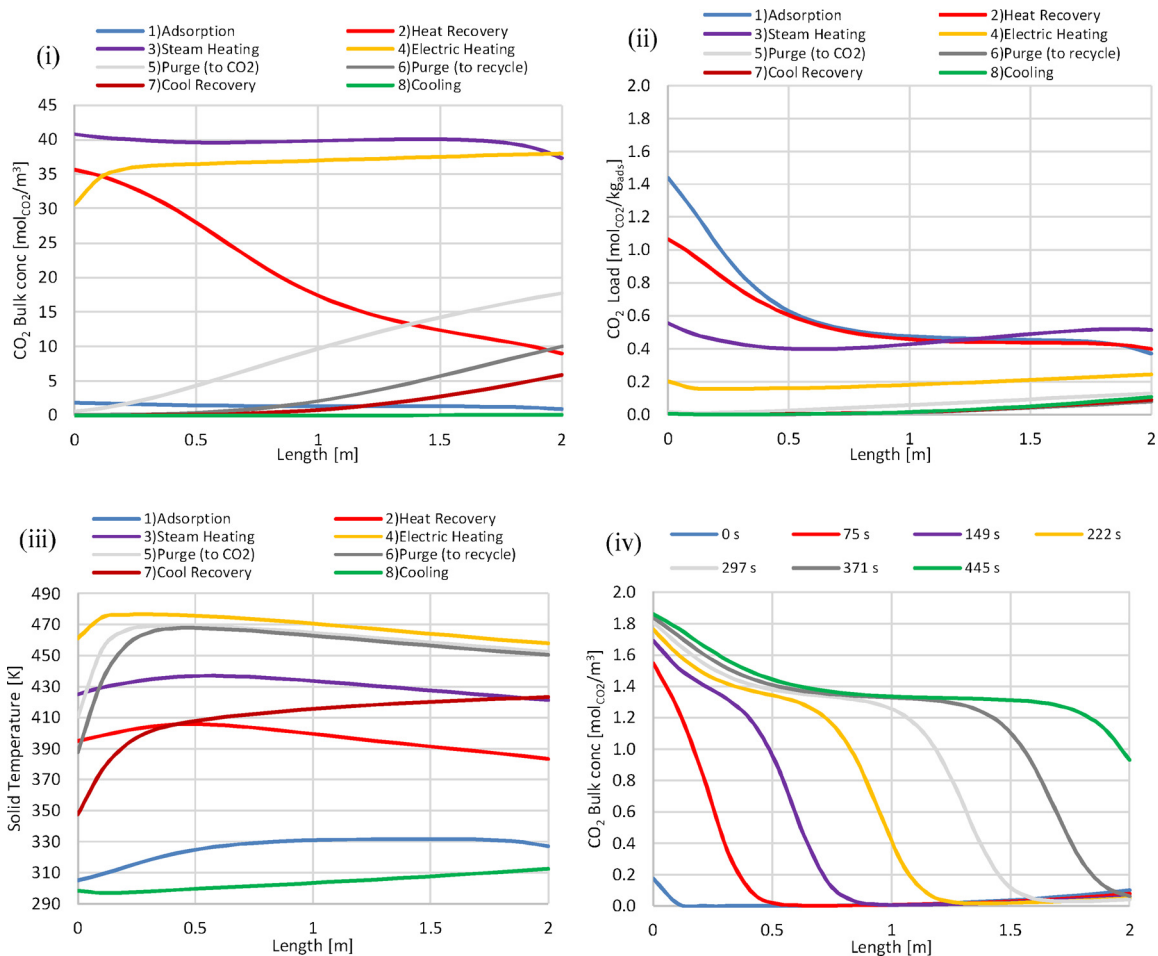 (i)
1)Adsorption 2)Heat Recovery
3)Steam Heating 4)Electric Heating
5)Purge (to CO2) 6)Purge (to recycle)
7)Cool Recovery 8)Cooling
CO₂ Bulk conc [mol_CO2/m³]
45
40
35
30
25
20
15
10
5
0
0 0.5 1 1.5 2
Length [m]
(ii)
1)Adsorption 2)Heat Recovery
3)Steam Heating 4)Electric Heating
5)Purge (to CO2) 6)Purge (to recycle)
7)Cool Recovery 8)Cooling
CO₂ Load [mol_CO2/kg_ads]
1.6
1.4
1.2
1.0
0.8
0.6
0.4
0.2
0.0
0 0.5 1 1.5 2
Length [m]
(iii)
1)Adsorption 2)Heat Recovery
3)Steam Heating 4)Electric Heating
5)Purge (to CO2) 6)Purge (to recycle)
7)Cool Recovery 8)Cooling
Solid Temperature [K]
490
470
450
430
410
390
370
350
330
310
290
0 0.5 1 1.5 2
Length [m]
(iv)
0 s 75 s 149 s 222 s
297 s 371 s 445 s
CO₂ Bulk conc [mol_CO2/m³]
2.0
1.8
1.6
1.4
1.2
1.0
0.8
0.6
0.4
0.2
0.0
0 0.5 1 1.5 2
Length [m]